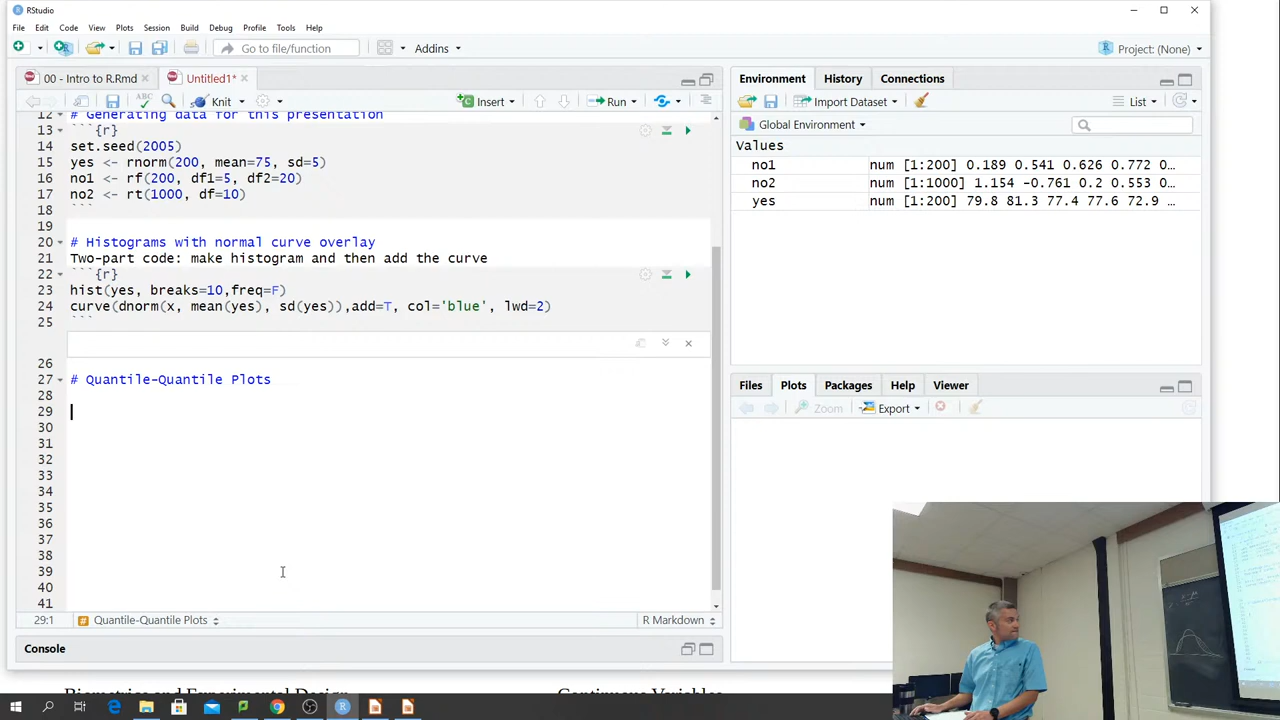 RStudio
File Edit Code View Plots Session Build Debug Profile Tools Help
Go to file/function Addins Project: (None)
00 - Intro to R.Rmd Untitled1*
ABC Knit Insert Run
12 # Generating data for this presentation
13 ```{r}
14 set.seed(2005)
15 yes <- rnorm(200, mean=75, sd=5)
16 no1 <- rf(200, df1=5, df2=20)
17 no2 <- rt(1000, df=10)
18 ```
19
20 # Histograms with normal curve overlay
21 Two-part code: make histogram and then add the curve
22 ```{r}
23 hist(yes, breaks=10,freq=F)
24 curve(dnorm(x, mean(yes), sd(yes)),add=T, col='blue', lwd=2)
25 ```
26
27 # Quantile-Quantile Plots
28
29
30
31
32
33
34
35
36
37
38
39
40
41
29:1 Quantile-Quantile Plots R Markdown
Console
Environment History Connections
Import Dataset List
Global Environment
Values
no1 num [1:200] 0.189 0.541 0.626 0.772 0…
no2 num [1:1000] 1.154 -0.761 0.2 0.553 0…
yes num [1:200] 79.8 81.3 77.4 77.6 72.9 …
Files Plots Packages Help Viewer
Zoom Export